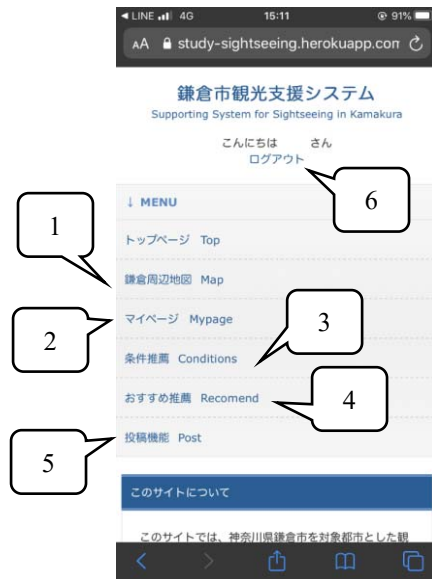 LINE 4G 15:11 91%
AA study-sightseeing.herokuapp.com
鎌倉市観光支援システム
Supporting System for Sightseeing in Kamakura
こんにちは さん
ログアウト
6
↓ MENU
1
トップページ Top
鎌倉周辺地図 Map
2
マイページ Mypage
3
条件推薦 Conditions
4
おすすめ推薦 Recomend
5
投稿機能 Post
このサイトについて
このサイトでは、神奈川県鎌倉市を対象都市とした観